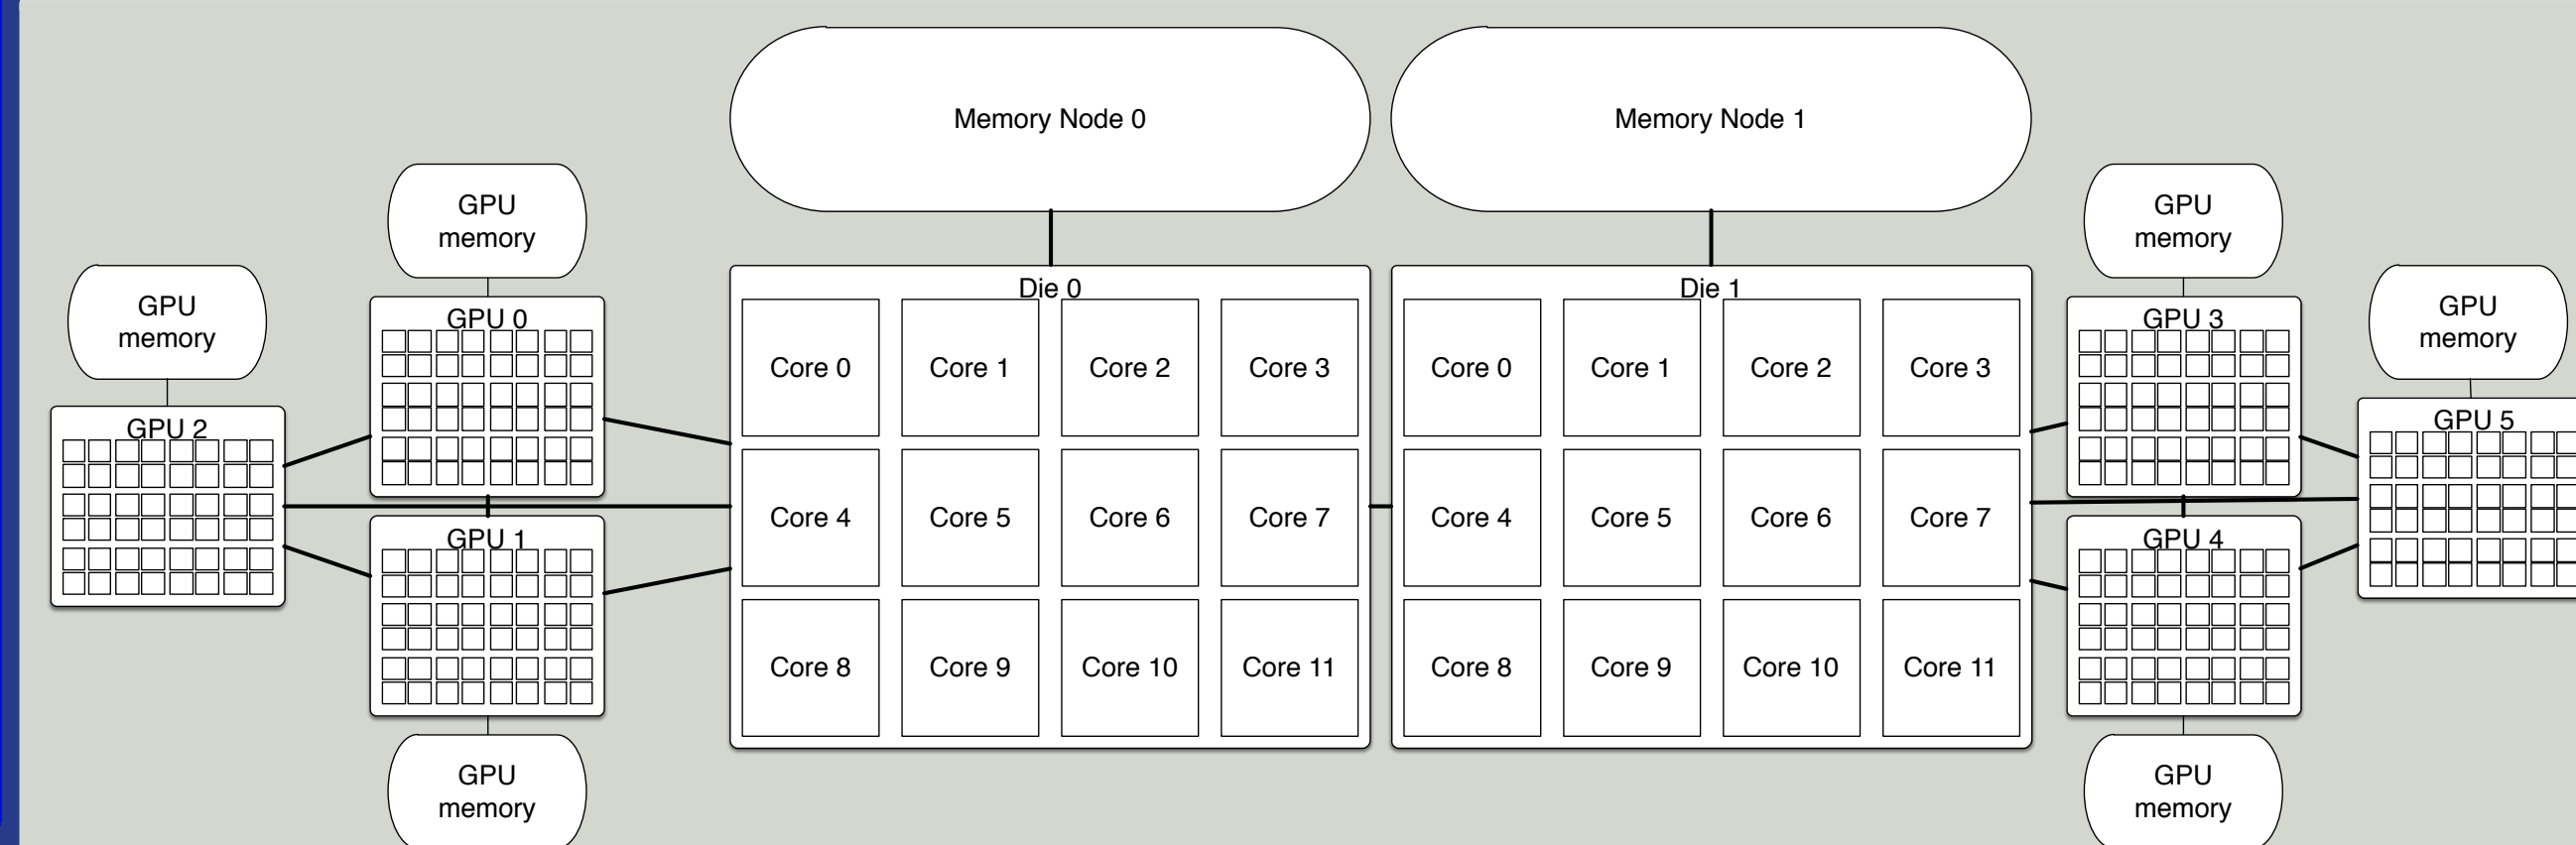 Memory Node 0
Memory Node 1
GPU
memory
GPU
memory
GPU
memory
GPU
memory
GPU 2
GPU 0
GPU 1
GPU
memory
Die 0
Core 0
Core 1
Core 2
Core 3
Core 4
Core 5
Core 6
Core 7
Core 8
Core 9
Core 10
Core 11
Die 1
Core 0
Core 1
Core 2
Core 3
Core 4
Core 5
Core 6
Core 7
Core 8
Core 9
Core 10
Core 11
GPU 3
GPU 5
GPU 4
GPU
memory